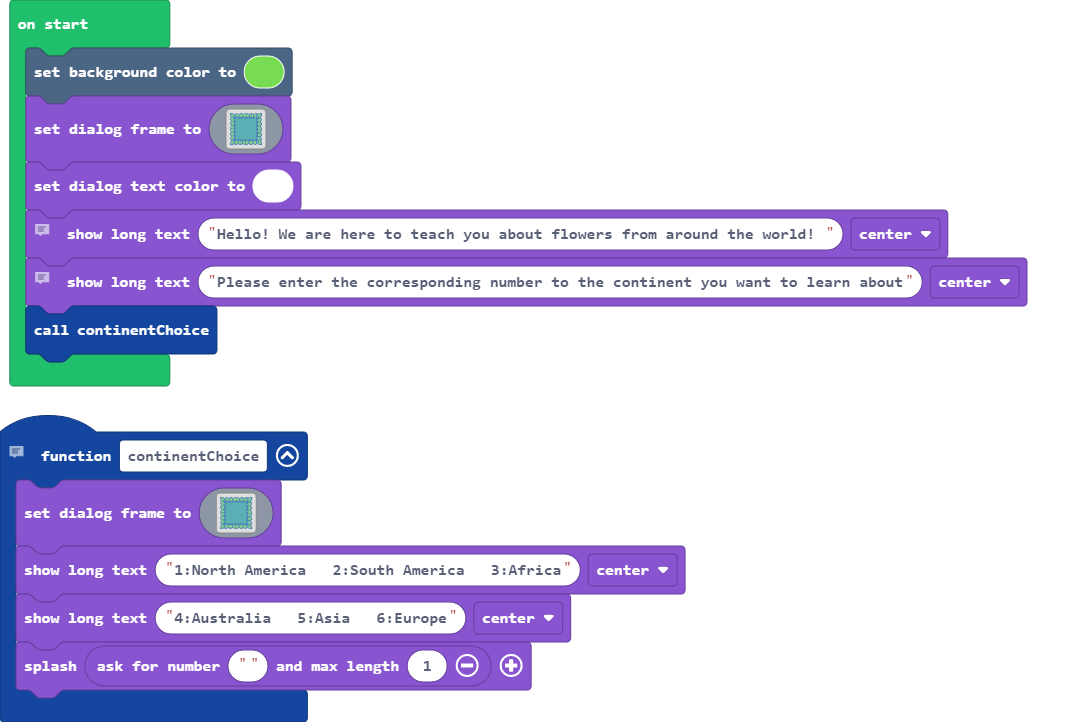 on start
set background color to
set dialog frame to
set dialog text color to
show long text "Hello! We are here to teach you about flowers from around the world! " center
show long text "Please enter the corresponding number to the continent you want to learn about" center
call continentChoice
function continentChoice
set dialog frame to
show long text "1:North America   2:South America   3:Africa" center
show long text "4:Australia   5:Asia   6:Europe" center
splash ask for number "" and max length 1